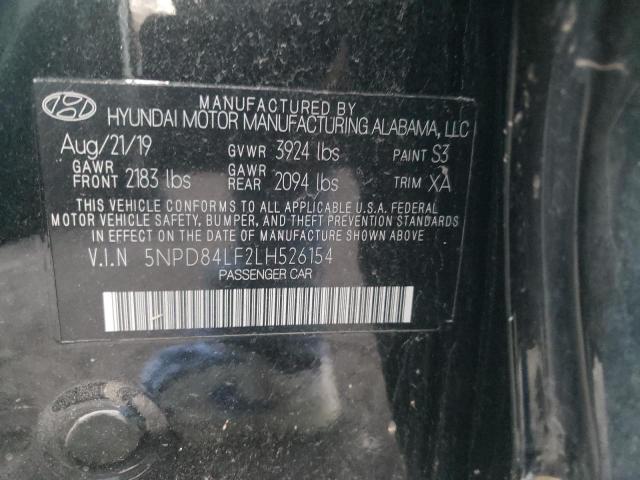 MANUFACTURED BY
HYUNDAI MOTOR MANUFACTURING ALABAMA, LLC
Aug/21/19 GVWR 3924 lbs PAINT S3
GAWR FRONT 2183 lbs GAWR REAR 2094 lbs TRIM XA
THIS VEHICLE CONFORMS TO ALL APPLICABLE U.S.A. FEDERAL
MOTOR VEHICLE SAFETY, BUMPER, AND THEFT PREVENTION STANDARDS
IN EFFECT ON THE DATE OF MANUFACTURE SHOWN ABOVE
V.I.N 5NPD84LF2LH526154
PASSENGER CAR